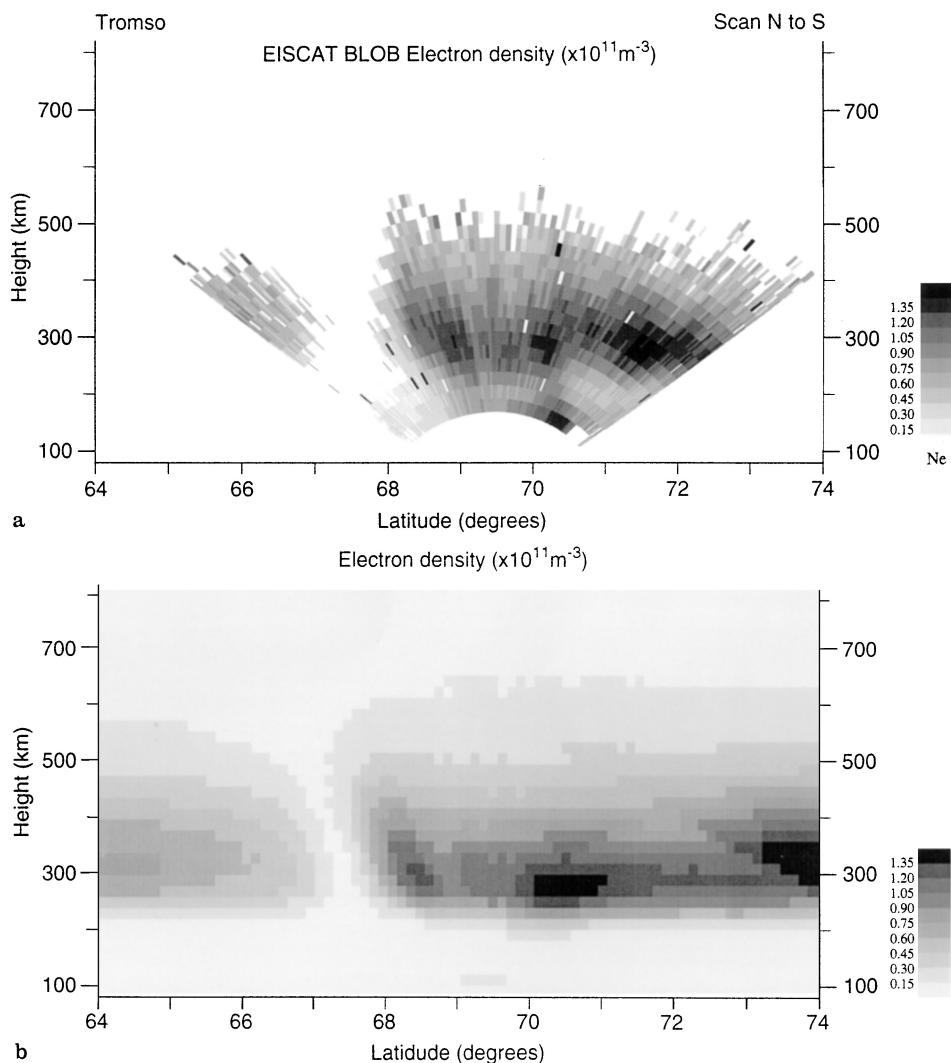 Tromso Scan N to S
EISCAT BLOB Electron density (x10¹¹m⁻³)
700 700
500 500
300 300
100 100
Height (km)
1.35
1.20
1.05
0.90
0.75
0.60
0.45
0.30
0.15
Ne
64 66 68 70 72 74
Latitude (degrees)
a
Electron density (x10¹¹m⁻³)
700 700
500 500
300 300
100 100
Height (km)
1.35
1.20
1.05
0.90
0.75
0.60
0.45
0.30
0.15
64 66 68 70 72 74
Latidude (degrees)
b